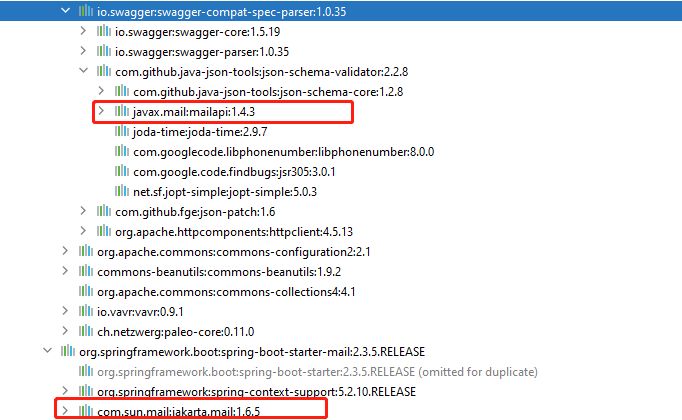 io.swagger:swagger-compat-spec-parser:1.0.35
io.swagger:swagger-core:1.5.19
io.swagger:swagger-parser:1.0.35
com.github.java-json-tools:json-schema-validator:2.2.8
com.github.java-json-tools:json-schema-core:1.2.8
javax.mail:mailapi:1.4.3
joda-time:joda-time:2.9.7
com.googlecode.libphonenumber:libphonenumber:8.0.0
com.google.code.findbugs:jsr305:3.0.1
net.sf.jopt-simple:jopt-simple:5.0.3
com.github.fge:json-patch:1.6
org.apache.httpcomponents:httpclient:4.5.13
org.apache.commons:commons-configuration2:2.1
commons-beanutils:commons-beanutils:1.9.2
org.apache.commons:commons-collections4:4.1
io.vavr:vavr:0.9.1
ch.netzwerg:paleo-core:0.11.0
org.springframework.boot:spring-boot-starter-mail:2.3.5.RELEASE
org.springframework.boot:spring-boot-starter:2.3.5.RELEASE (omitted for duplicate)
org.springframework:spring-context-support:5.2.10.RELEASE
com.sun.mail:jakarta.mail:1.6.5